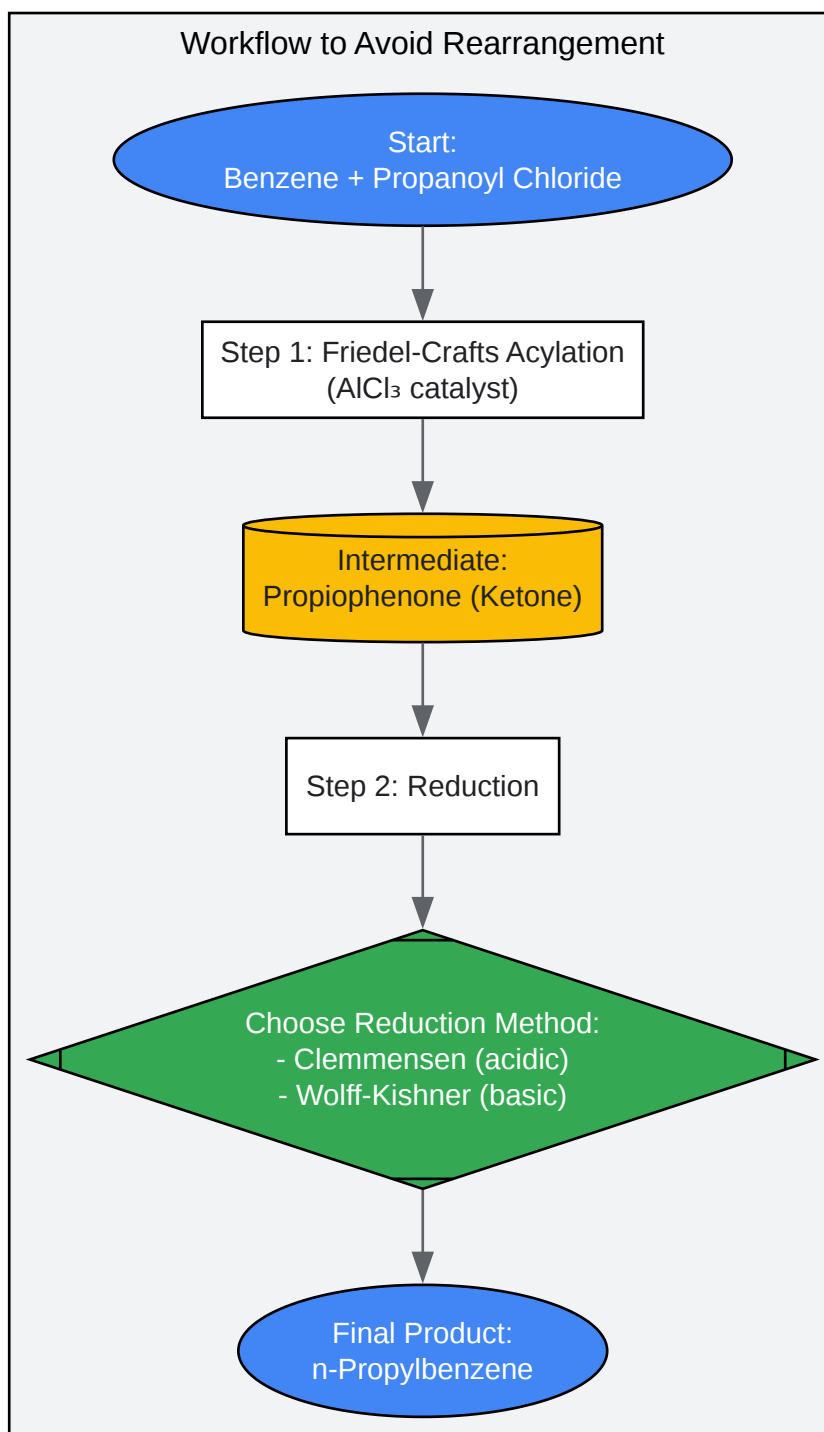 Workflow to Avoid Rearrangement
Start:
Benzene + Propanoyl Chloride
Step 1: Friedel-Crafts Acylation
(AlCl₃ catalyst)
Intermediate:
Propiophenone (Ketone)
Step 2: Reduction
Choose Reduction Method:
- Clemmensen (acidic)
- Wolff-Kishner (basic)
Final Product:
n-Propylbenzene